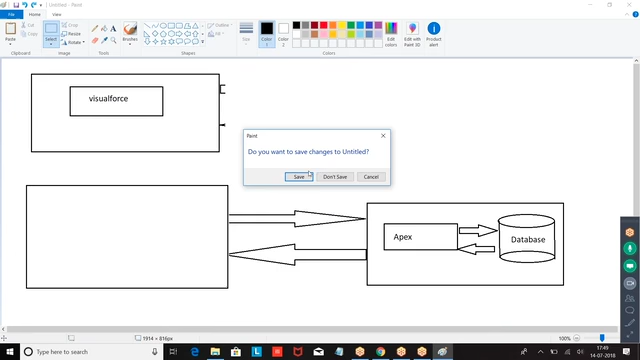 Untitled - Paint
File
Home
View
Paste
Cut
Copy
Clipboard
Select
Crop
Resize
Rotate
Image
Tools
Brushes
Outline
Fill
Shapes
Size
Color 1
Color 2
Edit colors
Edit with Paint 3D
Product alert
Colors
visualforce
Paint
Do you want to save changes to Untitled?
Save
Don't Save
Cancel
Apex
Database
1914 × 816px
100%
Type here to search
17:49
14-07-2018